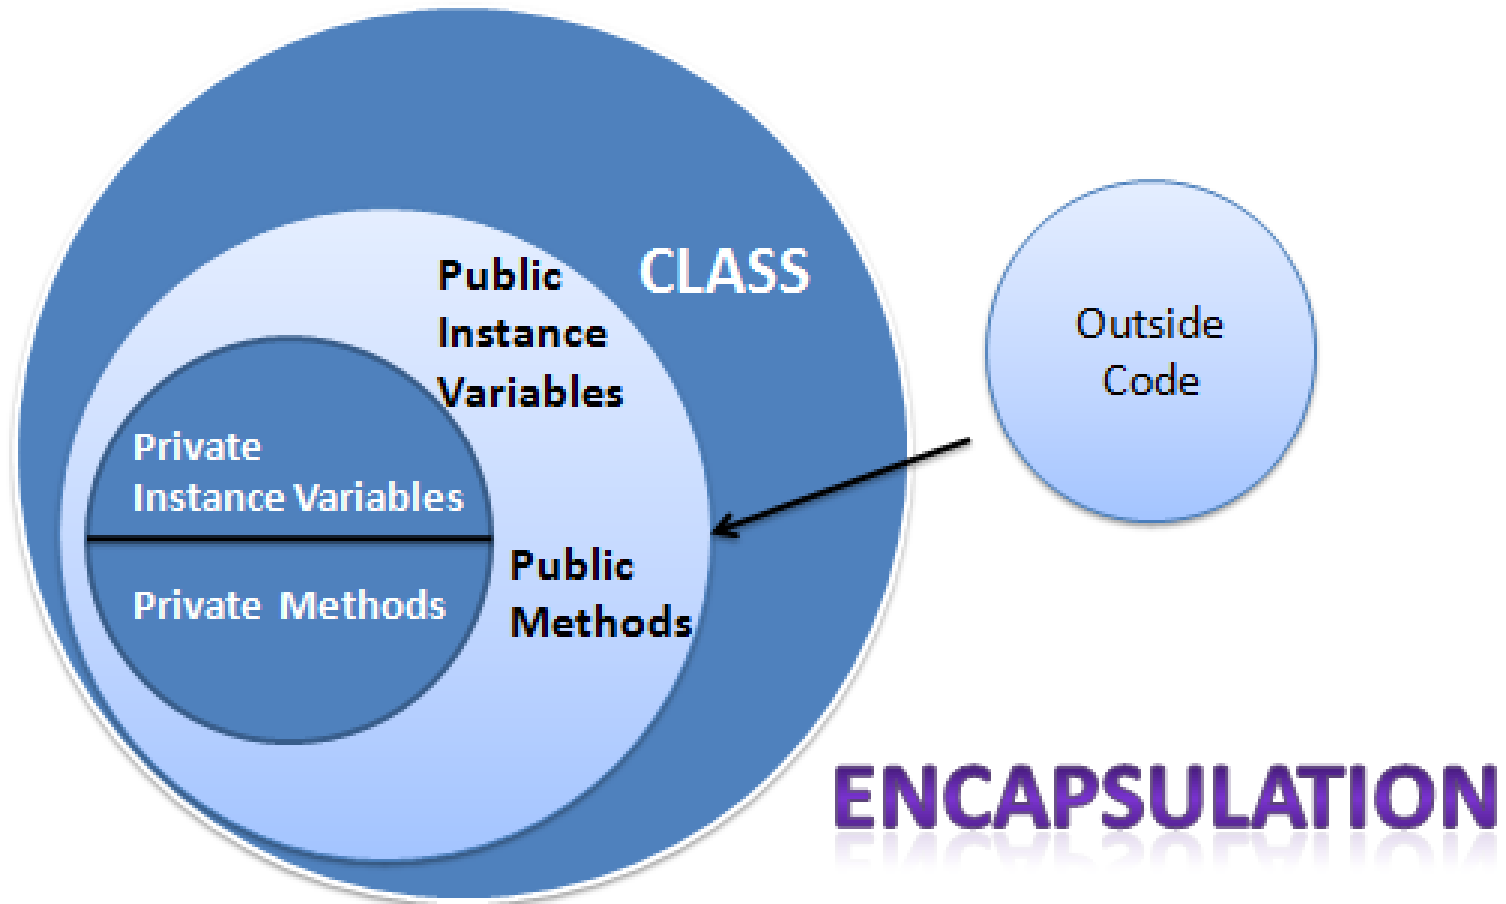 CLASS
Public
Instance
Variables
Private
Instance Variables
Private Methods
Public
Methods
Outside
Code
ENCAPSULATION